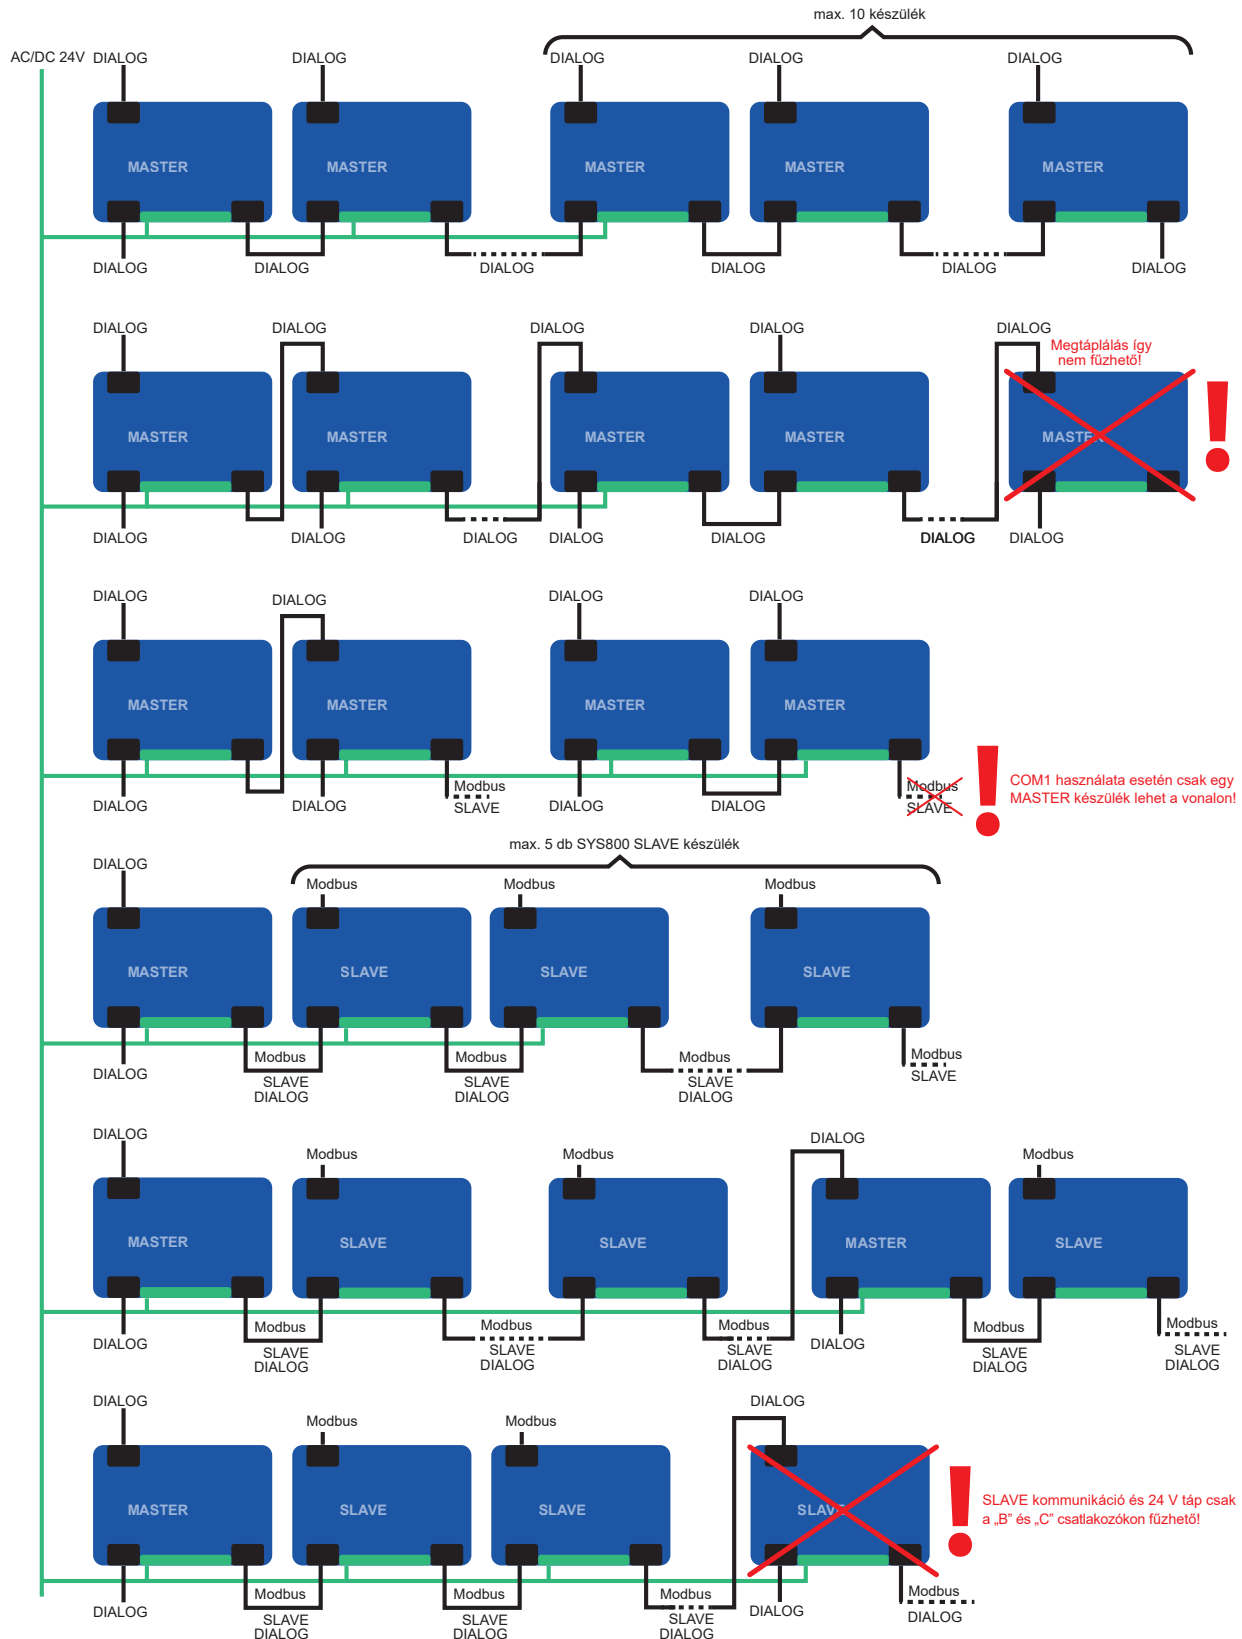 max. 10 készülék
AC/DC 24V
DIALOG
DIALOG
DIALOG
DIALOG
DIALOG
MASTER
MASTER
MASTER
MASTER
MASTER
DIALOG
DIALOG
DIALOG
DIALOG
DIALOG
DIALOG
DIALOG
DIALOG
DIALOG
DIALOG
DIALOG
Megtáplálás így
nem fűzhető!
MASTER
MASTER
MASTER
MASTER
MASTER
DIALOG
DIALOG
DIALOG
DIALOG
DIALOG
DIALOG
DIALOG
DIALOG
DIALOG
DIALOG
DIALOG
MASTER
MASTER
MASTER
MASTER
DIALOG
DIALOG
Modbus
SLAVE
DIALOG
DIALOG
Modbus
SLAVE
COM1 használata esetén csak egy
MASTER készülék lehet a vonalon!
max. 5 db SYS800 SLAVE készülék
DIALOG
Modbus
Modbus
Modbus
MASTER
SLAVE
SLAVE
SLAVE
DIALOG
Modbus
SLAVE
DIALOG
Modbus
SLAVE
DIALOG
Modbus
SLAVE
DIALOG
Modbus
SLAVE
DIALOG
Modbus
Modbus
DIALOG
Modbus
MASTER
SLAVE
SLAVE
MASTER
SLAVE
DIALOG
Modbus
SLAVE
DIALOG
Modbus
SLAVE
DIALOG
Modbus
SLAVE
DIALOG
DIALOG
Modbus
SLAVE
DIALOG
Modbus
SLAVE
DIALOG
DIALOG
Modbus
Modbus
DIALOG
MASTER
SLAVE
SLAVE
SLAVE
SLAVE kommunikáció és 24 V táp csak
a „B” és „C” csatlakozókon fűzhető!
DIALOG
Modbus
SLAVE
DIALOG
Modbus
SLAVE
DIALOG
Modbus
SLAVE
DIALOG
DIALOG
Modbus
DIALOG